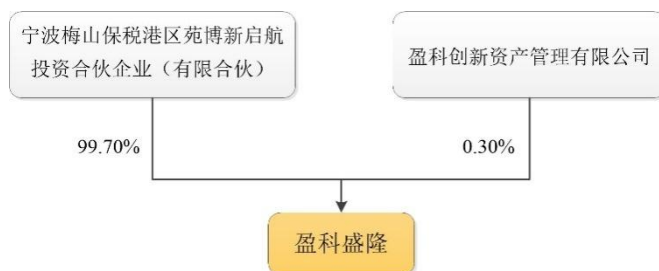 宁波梅山保税港区苑博新启航
投资合伙企业（有限合伙）
盈科创新资产管理有限公司
99.70%
0.30%
盈科盛隆